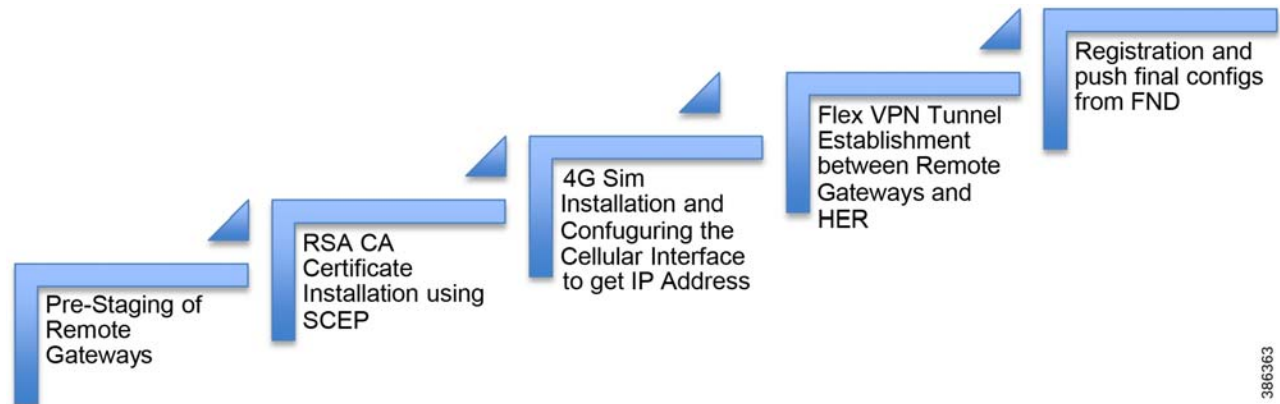 Pre-Staging of
Remote
Gateways
RSA CA
Certificate
Installation using
SCEP
4G Sim
Installation and
Confuguring the
Cellular Interface
to get IP Address
Flex VPN Tunnel
Establishment
between Remote
Gateways and
HER
Registration and
push final configs
from FND
386363